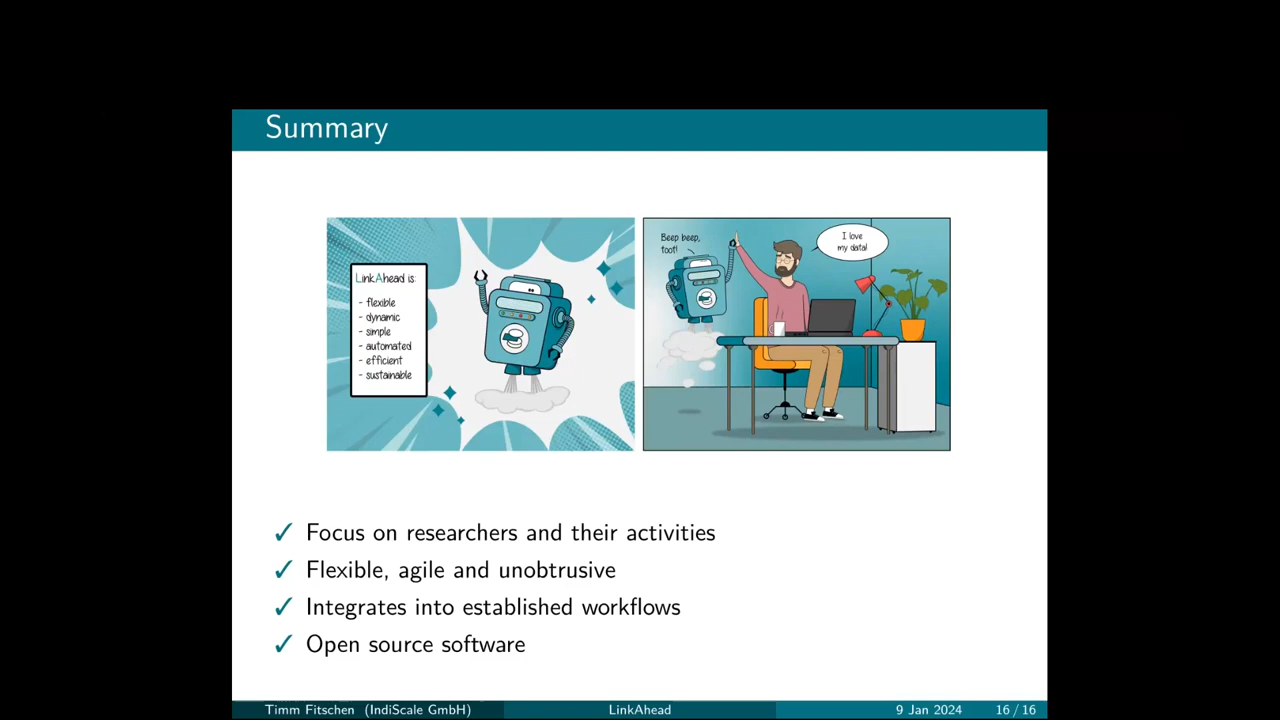 Summary
LinkAhead is:
- flexible
- dynamic
- simple
- automated
- efficient
- sustainable
Beep beep,
toot!
I love
my data!
✓ Focus on researchers and their activities
✓ Flexible, agile and unobtrusive
✓ Integrates into established workflows
✓ Open source software
Timm Fitschen (IndiScale GmbH) LinkAhead 9 Jan 2024 16 / 16